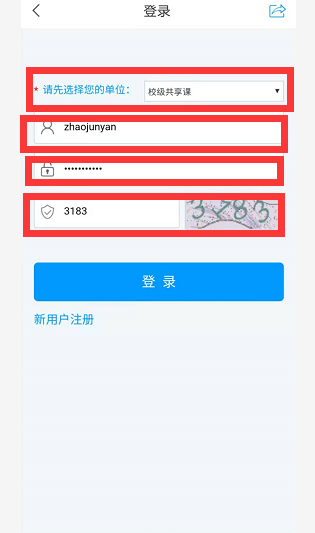 登录
* 请先选择您的单位： 校级共享课
zhaojunyan
•••••••••••
3183 3183
登 录
新用户注册